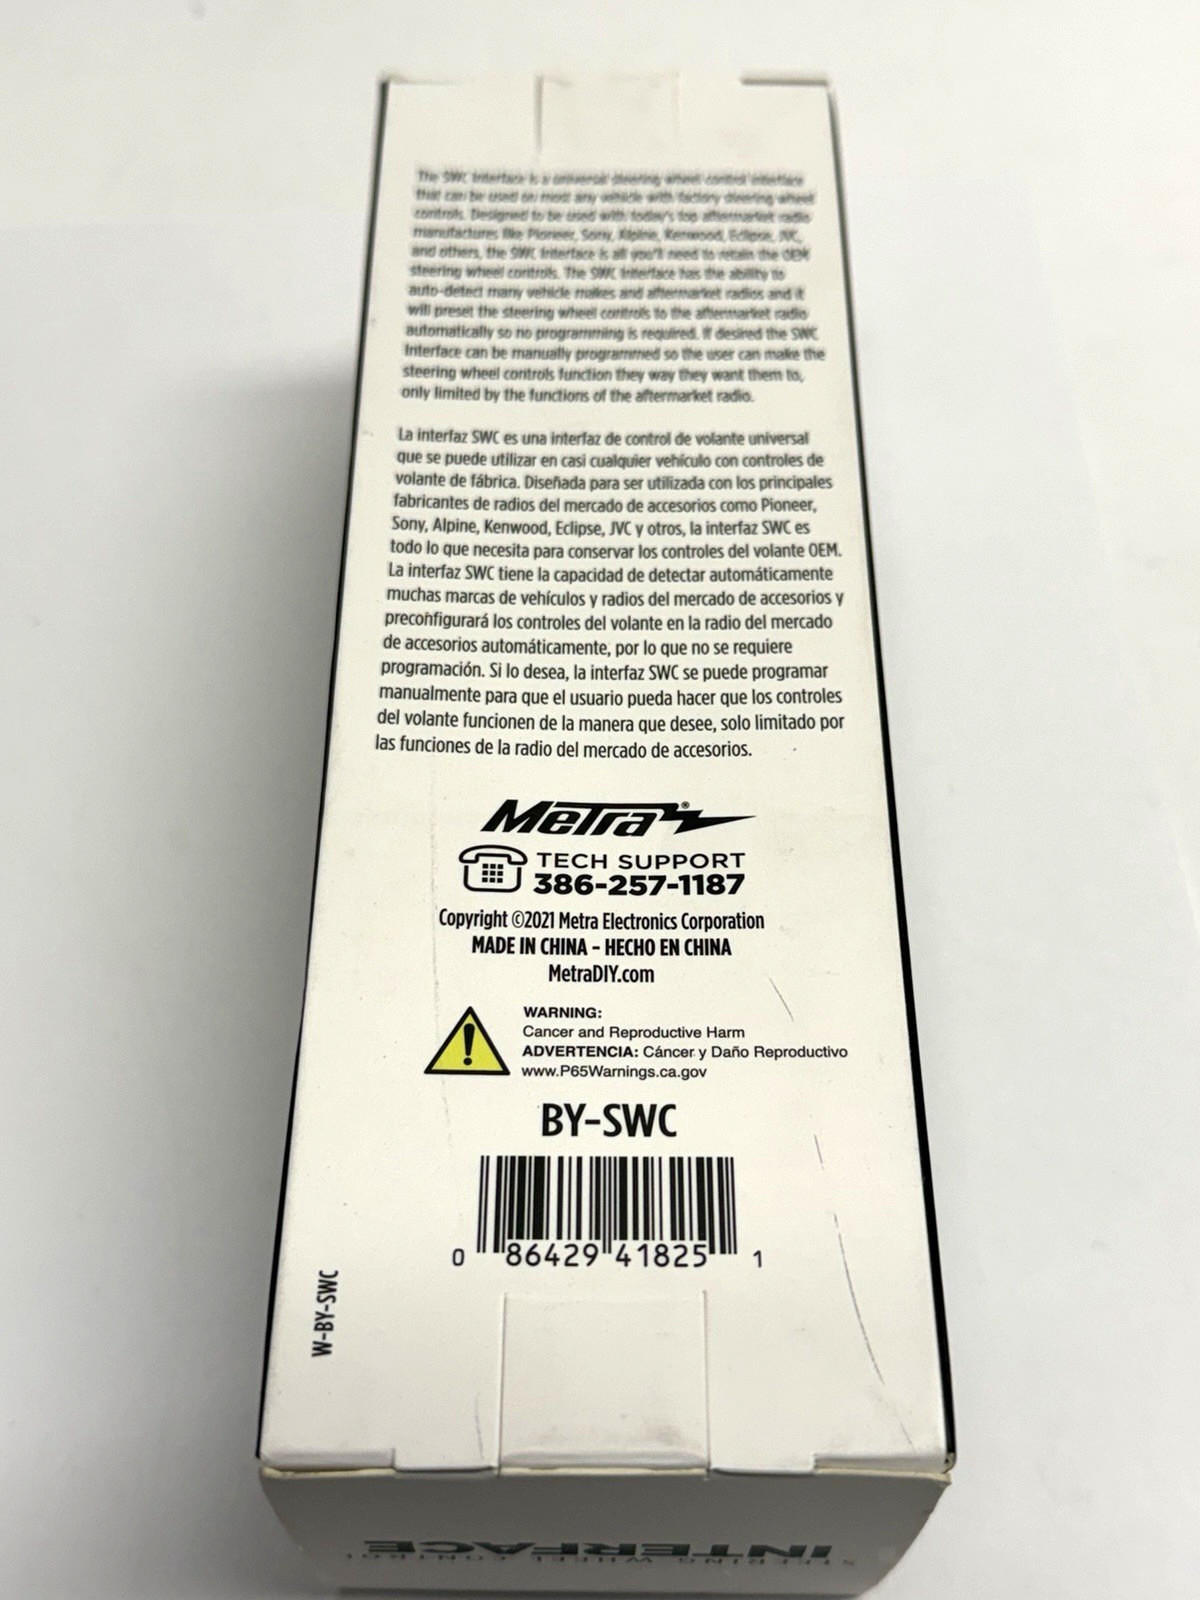 The SWC Interface is a universal steering wheel control interface
that can be used on most any vehicle with factory steering wheel
controls. Designed to be used with today's top aftermarket radio
manufactures like Pioneer, Sony, Alpine, Kenwood, Eclipse, JVC,
and others, the SWC Interface is all you'll need to retain the OEM
steering wheel controls. The SWC Interface has the ability to
auto-detect many vehicle makes and aftermarket radios and it
will preset the steering wheel controls to the aftermarket radio
automatically so no programming is required. If desired the SWC
Interface can be manually programmed so the user can make the
steering wheel controls function they way they want them to,
only limited by the functions of the aftermarket radio.
La interfaz SWC es una interfaz de control de volante universal
que se puede utilizar en casi cualquier vehículo con controles de
volante de fábrica. Diseñada para ser utilizada con los principales
fabricantes de radios del mercado de accesorios como Pioneer,
Sony, Alpine, Kenwood, Eclipse, JVC y otros, la interfaz SWC es
todo lo que necesita para conservar los controles del volante OEM.
La interfaz SWC tiene la capacidad de detectar automáticamente
muchas marcas de vehículos y radios del mercado de accesorios y
preconfigurará los controles del volante en la radio del mercado
de accesorios automáticamente, por lo que no se requiere
programación. Si lo desea, la interfaz SWC se puede programar
manualmente para que el usuario pueda hacer que los controles
del volante funcionen de la manera que desee, solo limitado por
las funciones de la radio del mercado de accesorios.
Metra®
TECH SUPPORT
386-257-1187
Copyright ©2021 Metra Electronics Corporation
MADE IN CHINA - HECHO EN CHINA
MetraDIY.com
WARNING:
Cancer and Reproductive Harm
ADVERTENCIA: Cáncer y Daño Reproductivo
www.P65Warnings.ca.gov
BY-SWC
0 86429 41825 1
W-BY-SWC
INTERFACE
STEERING WHEEL CONTROL